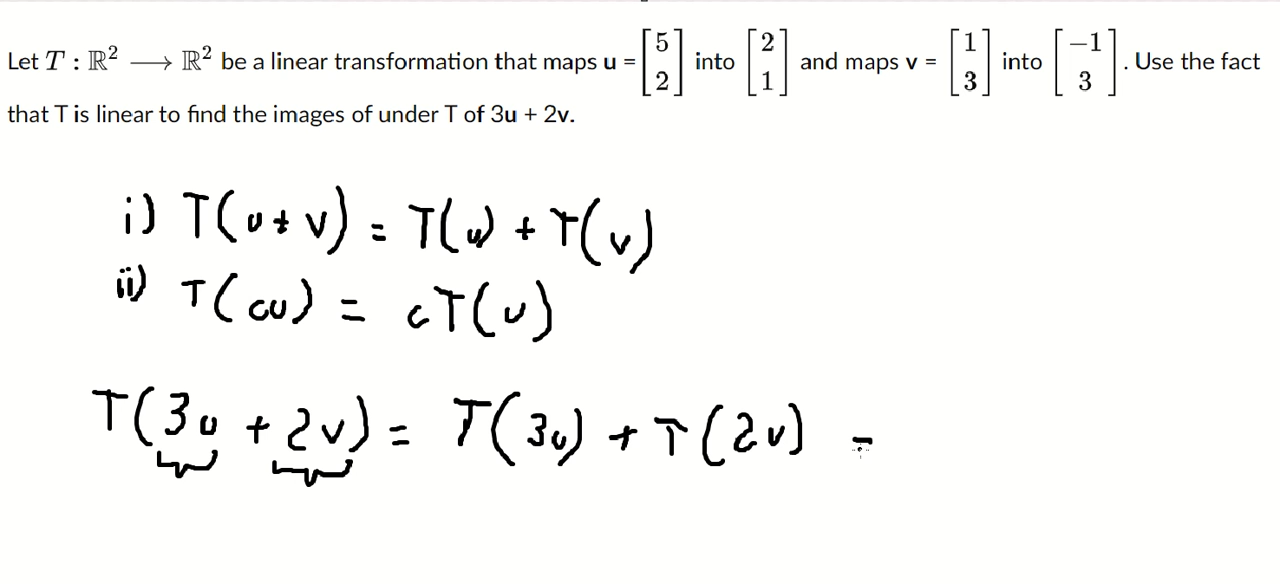 Let T : ℝ² ⟶ ℝ² be a linear transformation that maps u = [5 2] into [2 1] and maps v = [1 3] into [−1 3]. Use the fact
that T is linear to find the images of under T of 3u + 2v.
i) T(u+v) = T(u) + T(v)
ii) T(cu) = cT(u)
T(3u + 2v) = T(3u) + T(2v) =